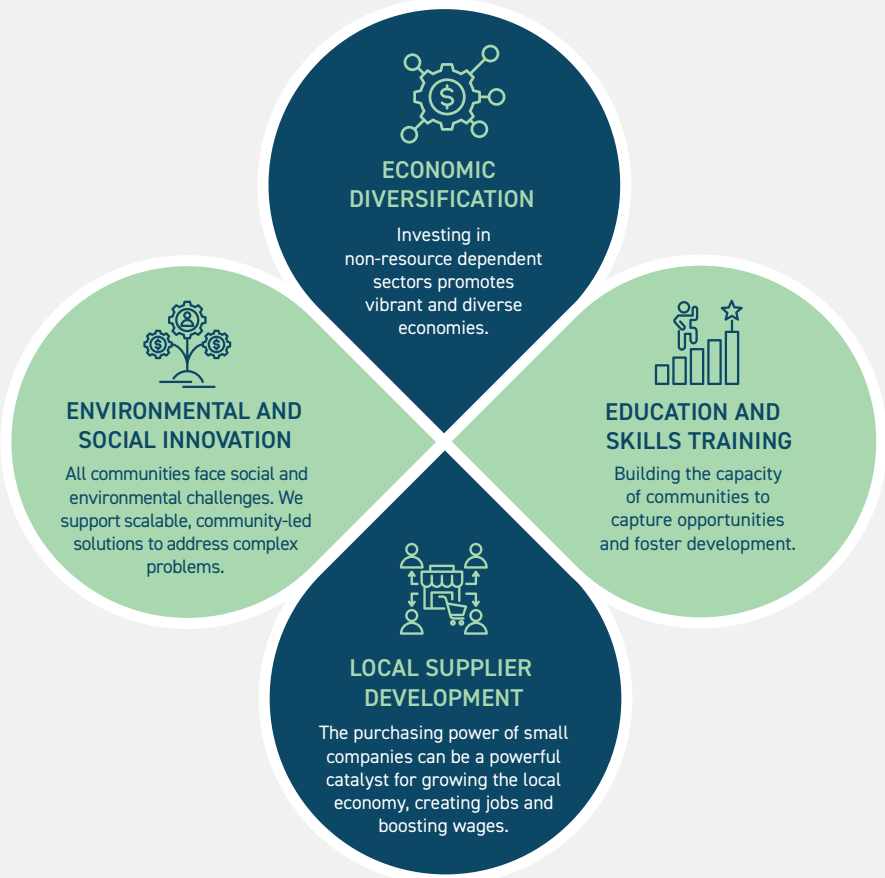 $
ECONOMIC
DIVERSIFICATION
Investing in
non-resource dependent
sectors promotes
vibrant and diverse
economies.
$ $
ENVIRONMENTAL AND
SOCIAL INNOVATION
All communities face social and
environmental challenges. We
support scalable, community-led
solutions to address complex
problems.
EDUCATION AND
SKILLS TRAINING
Building the capacity
of communities to
capture opportunities
and foster development.
LOCAL SUPPLIER
DEVELOPMENT
The purchasing power of small
companies can be a powerful
catalyst for growing the local
economy, creating jobs and
boosting wages.